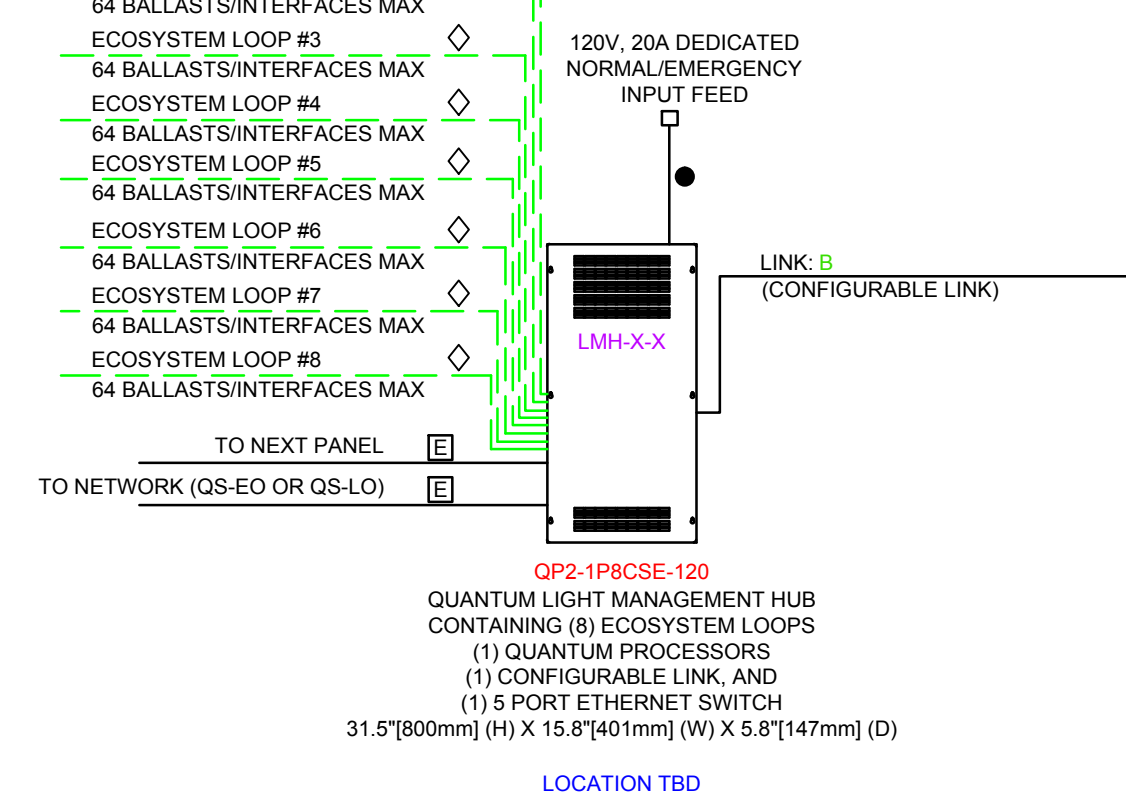 64 BALLASTS/INTERFACES MAX
ECOSYSTEM LOOP #3
64 BALLASTS/INTERFACES MAX
ECOSYSTEM LOOP #4
64 BALLASTS/INTERFACES MAX
ECOSYSTEM LOOP #5
64 BALLASTS/INTERFACES MAX
ECOSYSTEM LOOP #6
64 BALLASTS/INTERFACES MAX
ECOSYSTEM LOOP #7
64 BALLASTS/INTERFACES MAX
ECOSYSTEM LOOP #8
64 BALLASTS/INTERFACES MAX
TO NEXT PANEL E
TO NETWORK (QS-EO OR QS-LO) E
120V, 20A DEDICATED
NORMAL/EMERGENCY
INPUT FEED
LMH-X-X
LINK: B
(CONFIGURABLE LINK)
QP2-1P8CSE-120
QUANTUM LIGHT MANAGEMENT HUB
CONTAINING (8) ECOSYSTEM LOOPS
(1) QUANTUM PROCESSORS
(1) CONFIGURABLE LINK, AND
(1) 5 PORT ETHERNET SWITCH
31.5"[800mm] (H) X 15.8"[401mm] (W) X 5.8"[147mm] (D)
LOCATION TBD